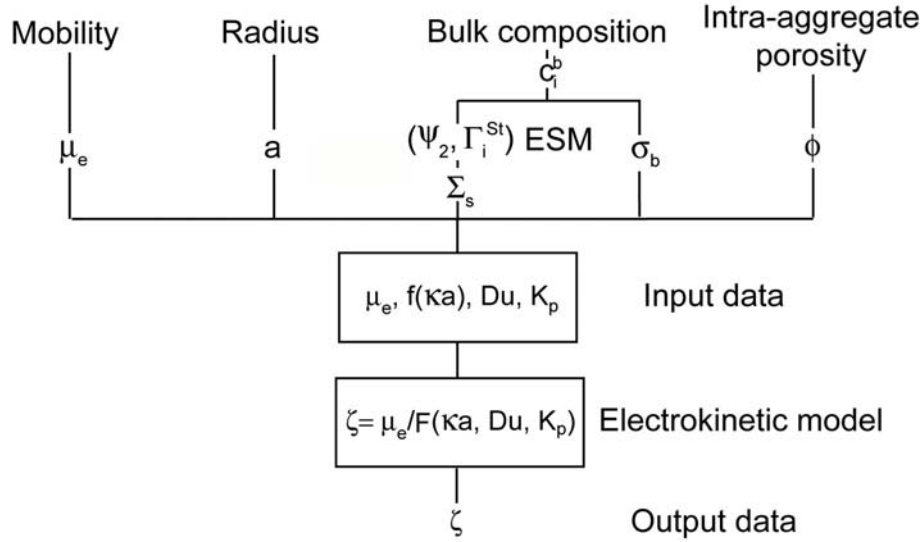 Mobility Radius Bulk composition Intra-aggregate
porosity
c_i^b
μ_e a (Ψ_2, Γ_i^St) ESM σ_b ϕ
Σ_s
μ_e, f(κa), Du, K_p Input data
ζ= μ_e/F(κa, Du, K_p) Electrokinetic model
ζ Output data